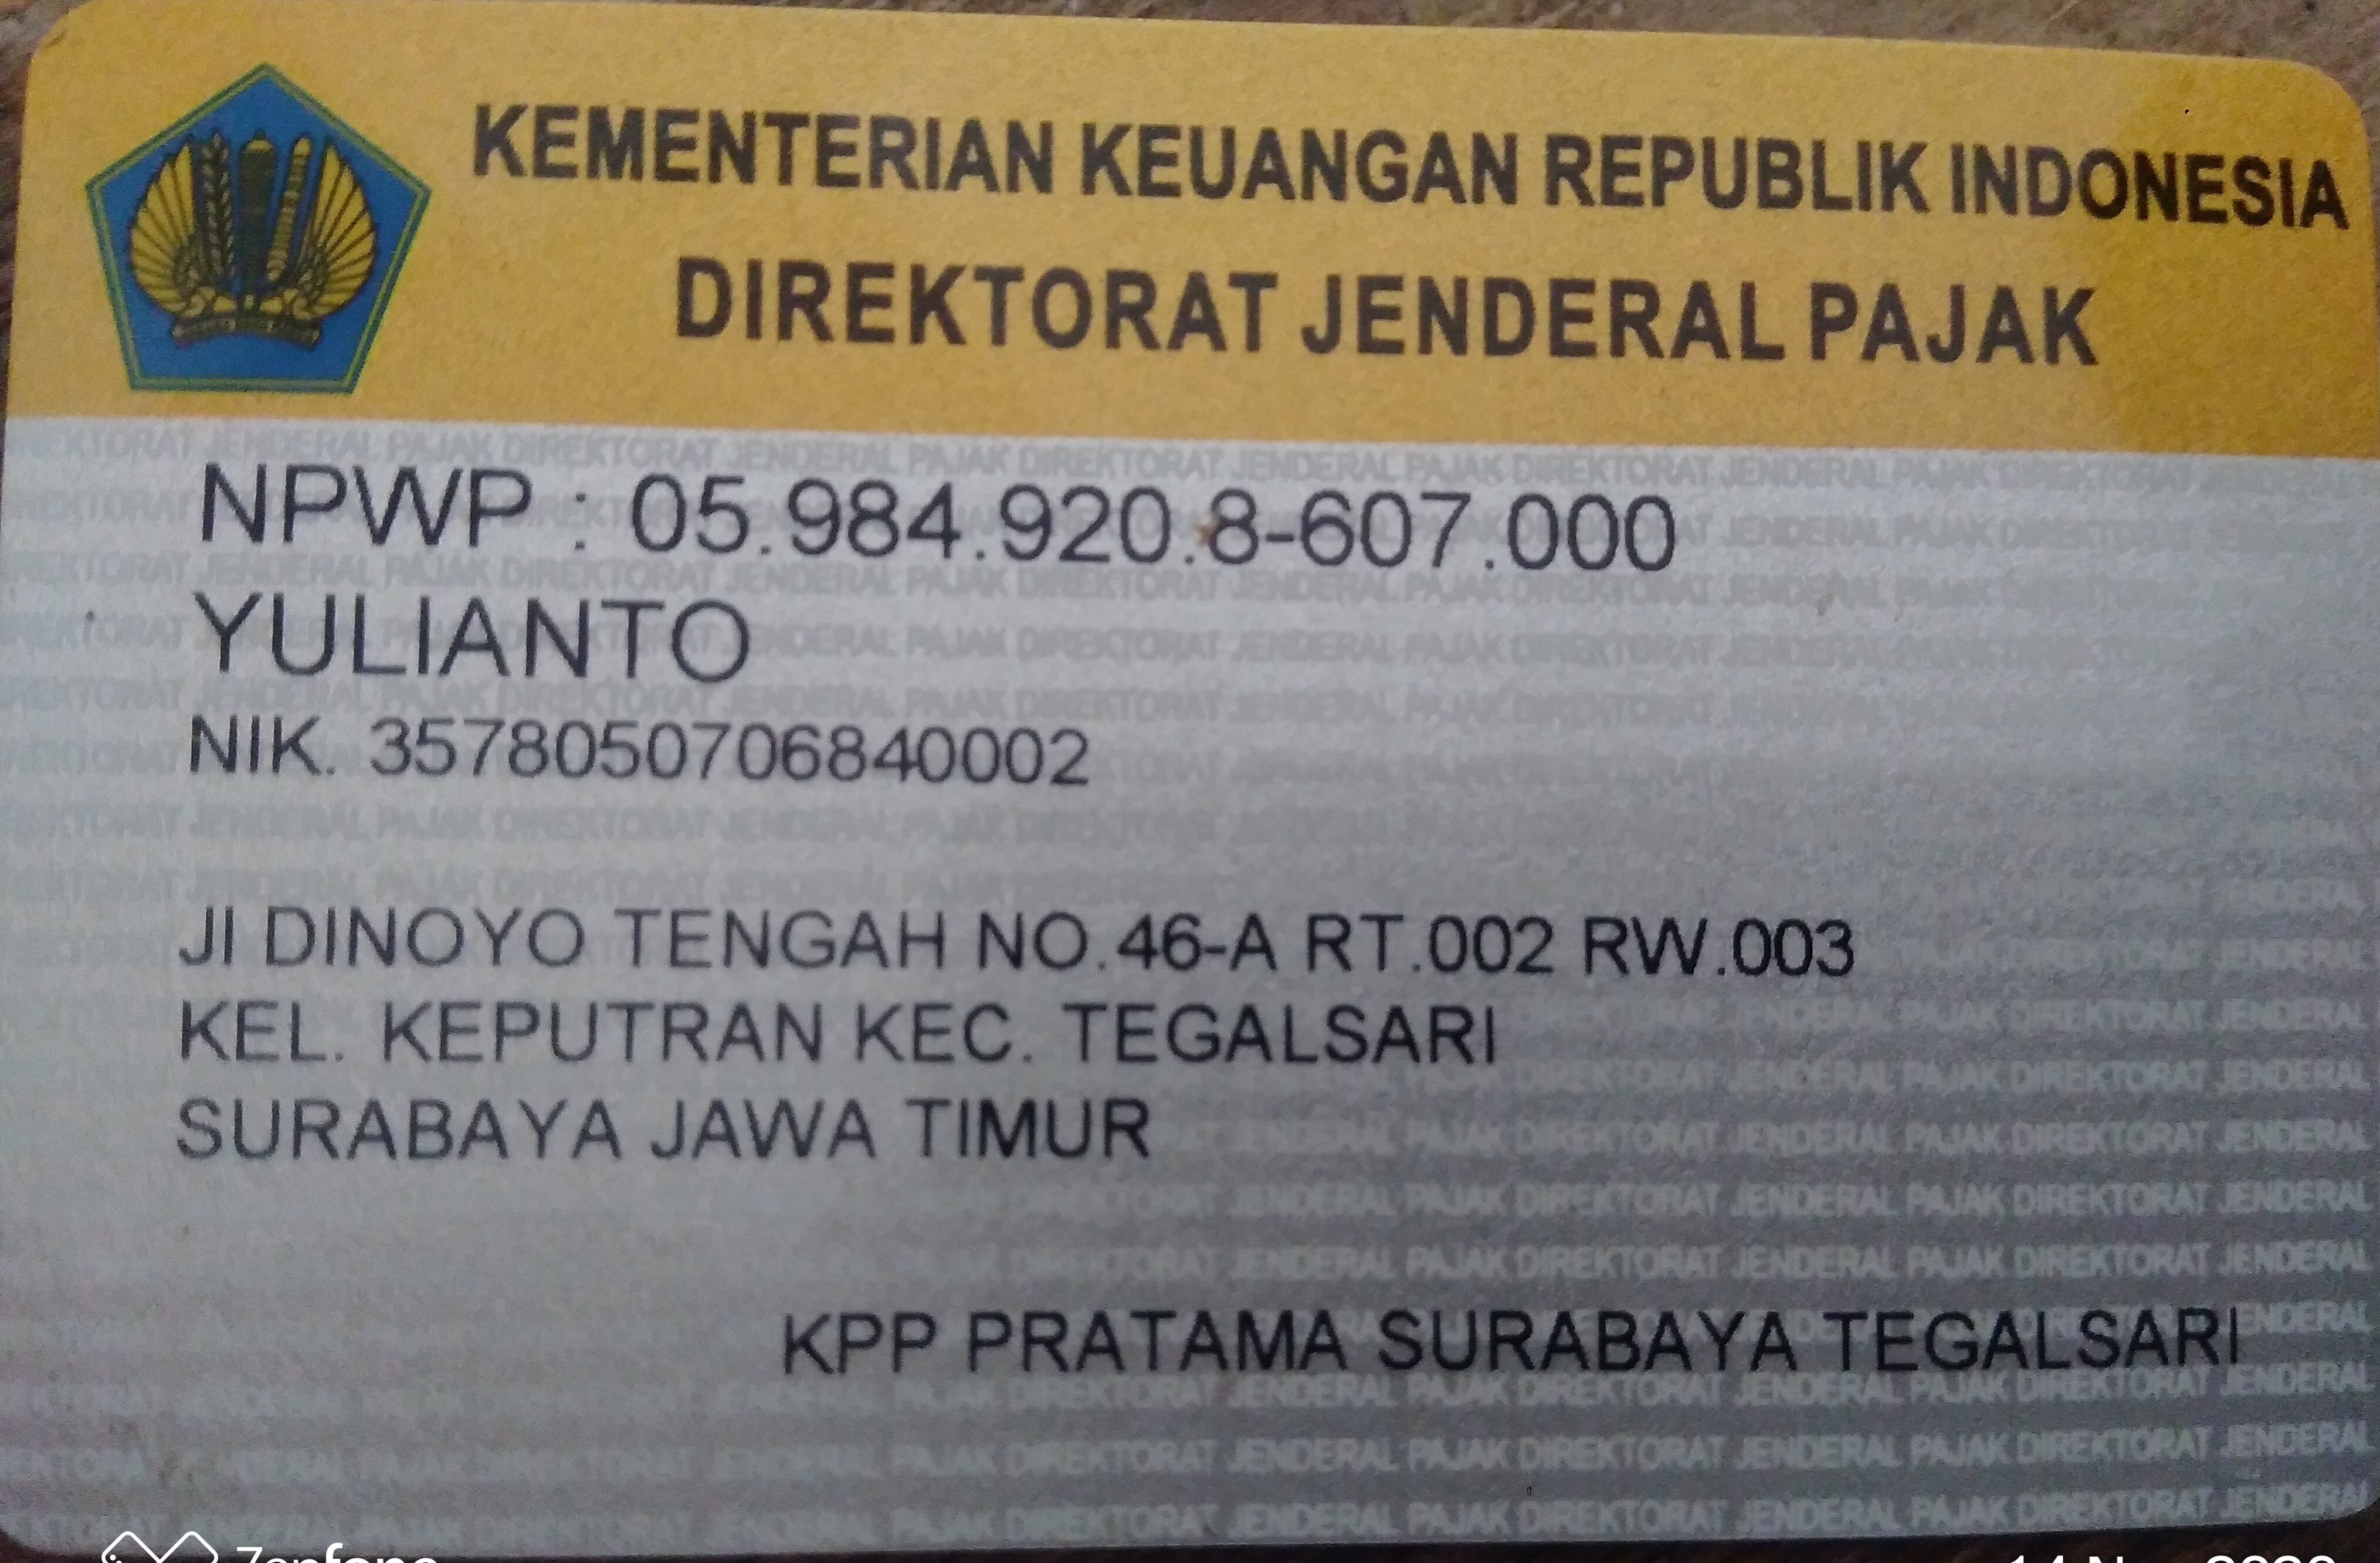 KEMENTERIAN KEUANGAN REPUBLIK INDONESIA
DIREKTORAT JENDERAL PAJAK
NPWP : 05.984.920.8-607.000
YULIANTO
NIK. 3578050706840002
Jl DINOYO TENGAH NO.46-A RT.002 RW.003
KEL. KEPUTRAN KEC. TEGALSARI
SURABAYA JAWA TIMUR
KPP PRATAMA SURABAYA TEGALSARI